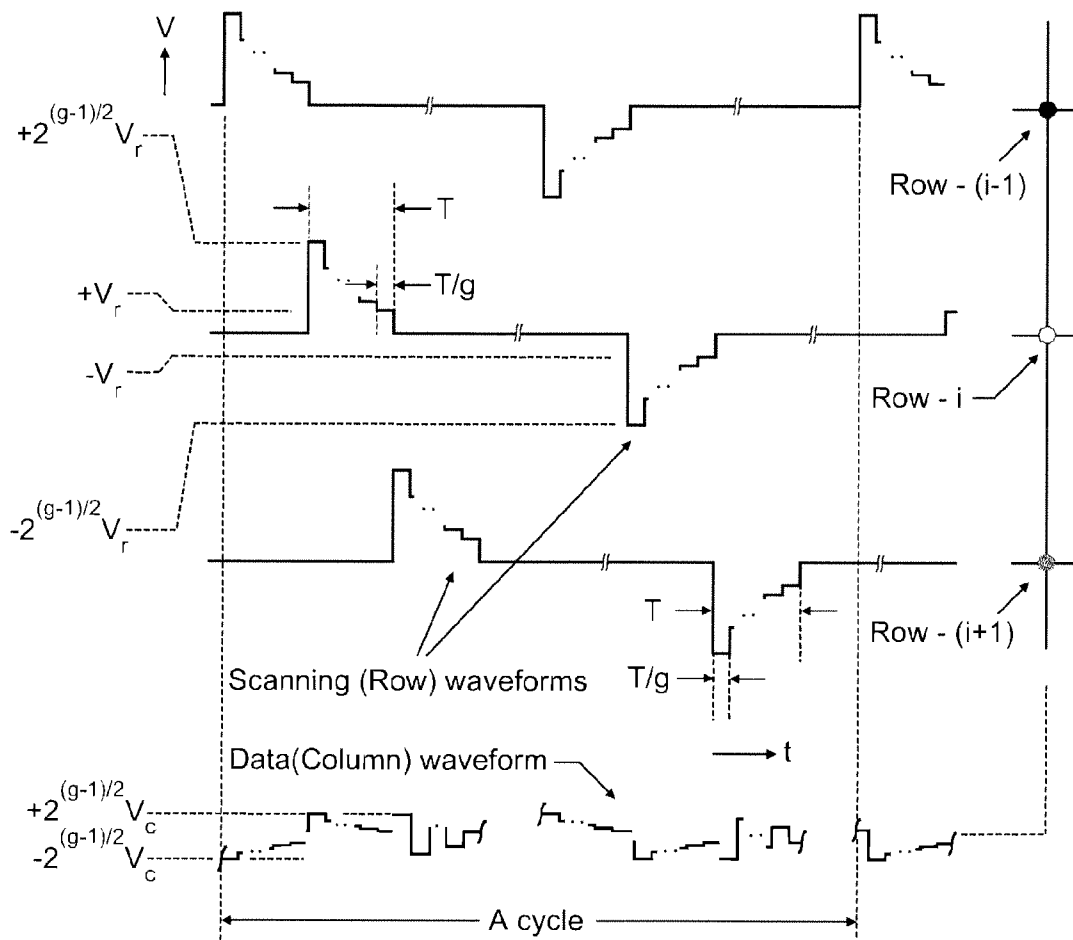 V
+2^(g-1)/2 V_r
Row - (i-1)
T
T/g
+V_r
-V_r
Row - i
-2^(g-1)/2 V_r
T
Row - (i+1)
Scanning (Row) waveforms
T/g
t
Data(Column) waveform
+2^(g-1)/2 V_c
-2^(g-1)/2 V_c
A cycle